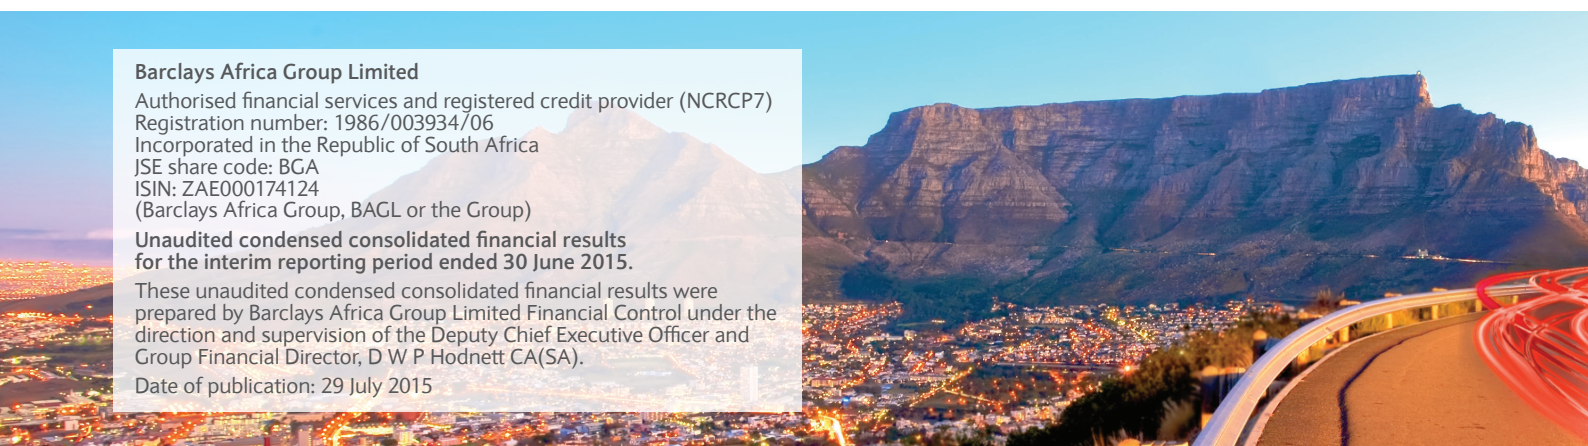 Barclays Africa Group Limited
Authorised financial services and registered credit provider (NCRCP7)
Registration number: 1986/003934/06
Incorporated in the Republic of South Africa
JSE share code: BGA
ISIN: ZAE000174124
(Barclays Africa Group, BAGL or the Group)
Unaudited condensed consolidated financial results
for the interim reporting period ended 30 June 2015.
These unaudited condensed consolidated financial results were
prepared by Barclays Africa Group Limited Financial Control under the
direction and supervision of the Deputy Chief Executive Officer and
Group Financial Director, D W P Hodnett CA(SA).
Date of publication: 29 July 2015